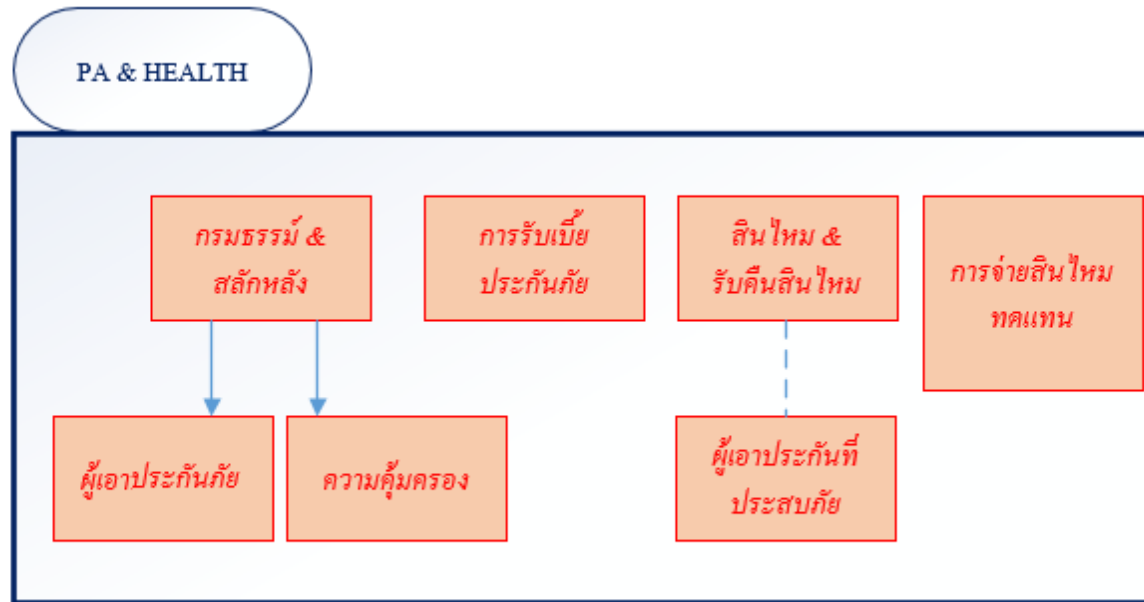 PA & HEALTH
กรมธรรม์ &
สลักหลัง
การรับเบี้ย
ประกันภัย
สินไหม &
รับคืนสินไหม
การจ่ายสินไหม
ทดแทน
ผู้เอาประกันภัย
ความคุ้มครอง
ผู้เอาประกันที่
ประสบภัย